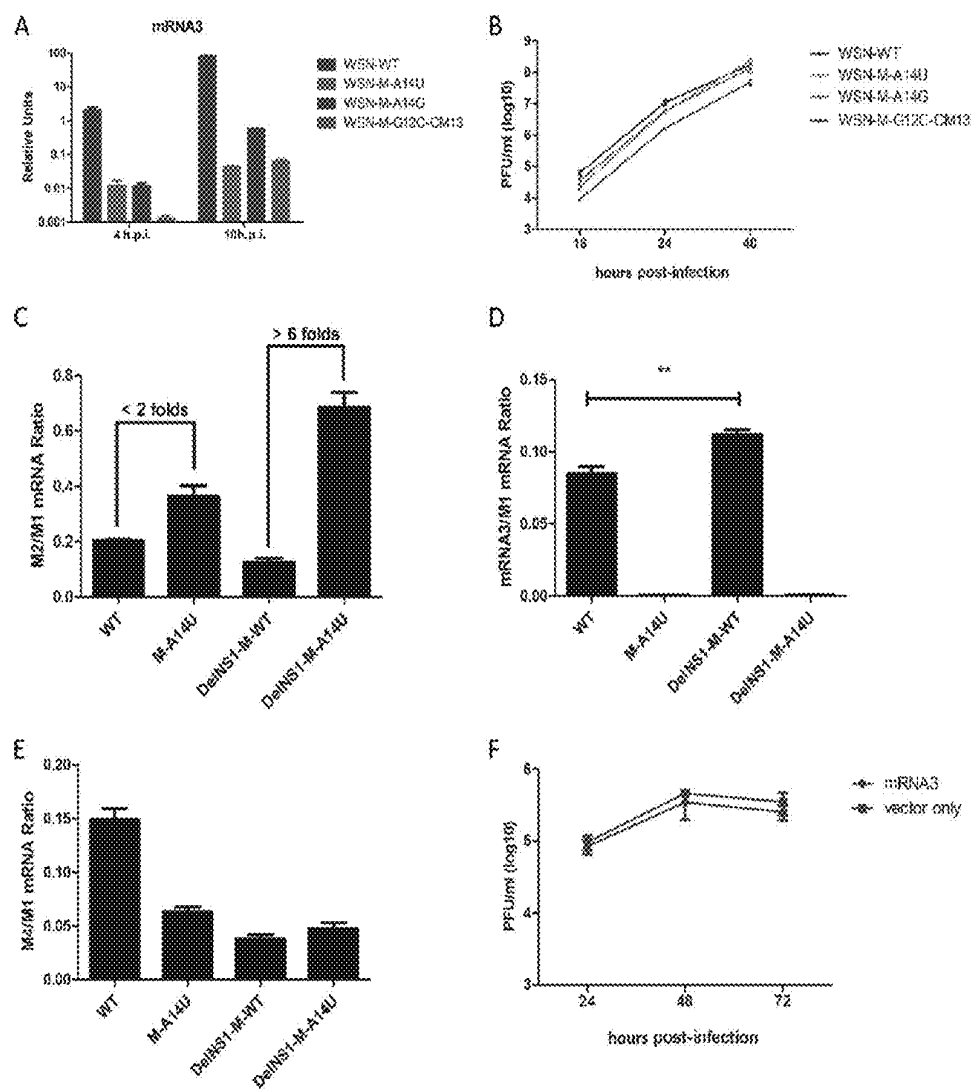 A
mRNA3
Relative Units
100
10
1
0.1
0.01
0.001
4 h.p.i.
10h.p.i.
WSN-WT
WSN-M-A14U
WSN-M-A14G
WSN-M-G12C-CM13
B
PFU/ml (log10)
9
8
7
6
5
4
3
16
24
40
hours post-infection
WSN-WT
WSN-M-A14U
WSN-M-A14G
WSN-M-G12C-CM13
C
M2/M1 mRNA Ratio
0.8
0.6
0.4
0.2
0.0
< 2 folds
> 6 folds
WT
M-A14U
DelNS1-M-WT
DelNS1-M-A14U
D
mRNA3/M1 mRNA Ratio
0.15
0.10
0.05
0.00
**
WT
M-A14U
DelNS1-M-WT
DelNS1-M-A14U
E
M4/M1 mRNA Ratio
0.20
0.15
0.10
0.05
0.00
WT
M-A14U
DelNS1-M-WT
DelNS1-M-A14U
F
PFU/ml (log10)
6
5
4
3
24
48
72
hours post-infection
mRNA3
vector only